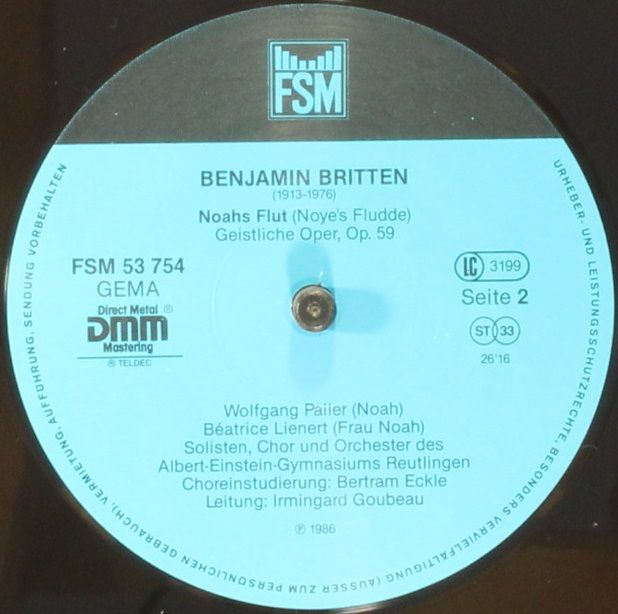 FSM
BENJAMIN BRITTEN
(1913-1976)
Noahs Flut (Noye's Fludde)
Geistliche Oper, Op. 59
FSM 53 754
GEMA
Direct Metal ®
DMM
Mastering
® TELDEC
LC 3199
Seite 2
ST 33
26'16
Wolfgang Paiier (Noah)
Béatrice Lienert (Frau Noah)
Solisten, Chor und Orchester des
Albert-Einstein-Gymnasiums Reutlingen
Choreinstudierung: Bertram Eckle
Leitung: Irmingard Goubeau
℗ 1986
URHEBER- UND LEISTUNGSSCHUTZRECHTE, BESONDERS VERVIELFÄLTIGUNG (AUSSER ZUM PERSÖNLICHEN GEBRAUCH), VERMIETUNG, AUFFÜHRUNG, SENDUNG VORBEHALTEN